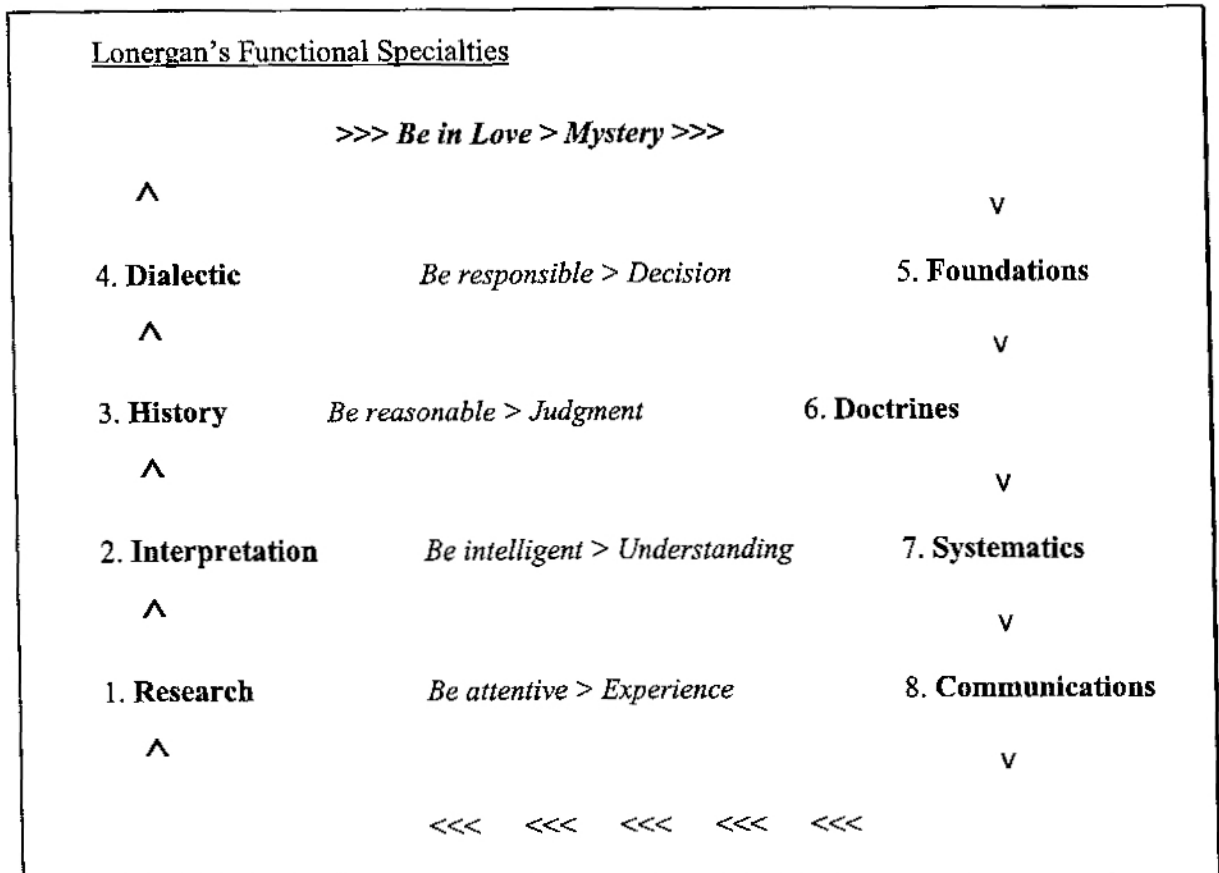 Lonergan's Functional Specialties
>>> Be in Love > Mystery >>>
^ v
4. Dialectic Be responsible > Decision 5. Foundations
^ v
3. History Be reasonable > Judgment 6. Doctrines
^ v
2. Interpretation Be intelligent > Understanding 7. Systematics
^ v
1. Research Be attentive > Experience 8. Communications
^ v
<<< <<< <<< <<< <<<